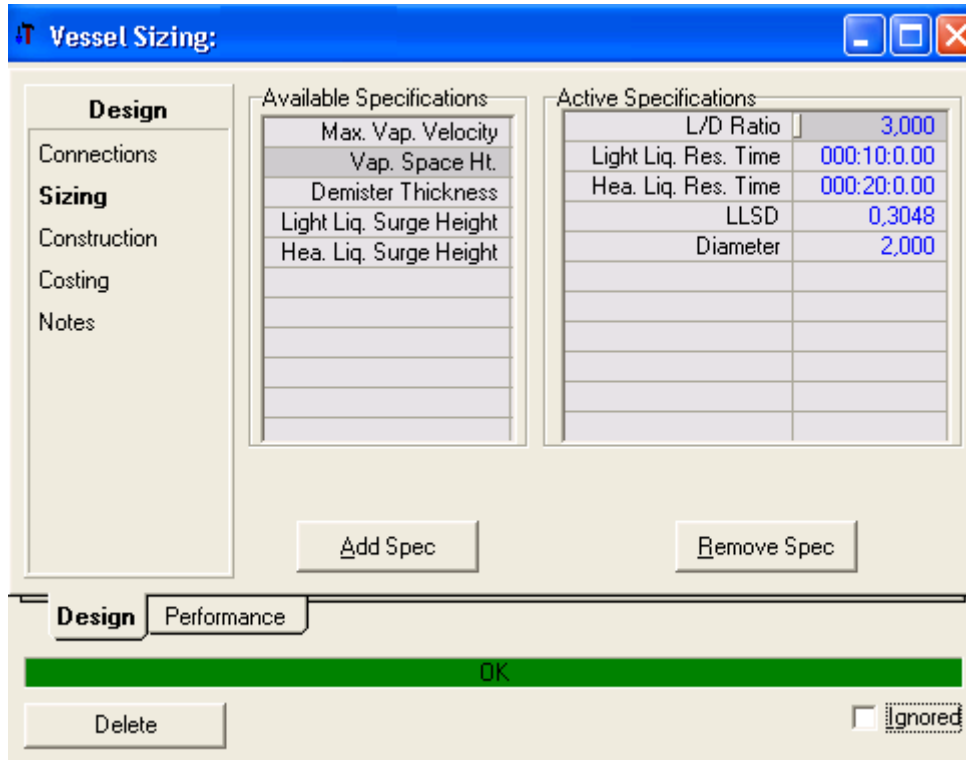 Vessel Sizing:
Design
Connections
Sizing
Construction
Costing
Notes
Available Specifications
Max. Vap. Velocity
Vap. Space Ht.
Demister Thickness
Light Liq. Surge Height
Hea. Liq. Surge Height
Active Specifications
L/D Ratio 3,000
Light Liq. Res. Time 000:10:0.00
Hea. Liq. Res. Time 000:20:0.00
LLSD 0,3048
Diameter 2,000
Add Spec
Remove Spec
Design Performance
OK
Delete
Ignored